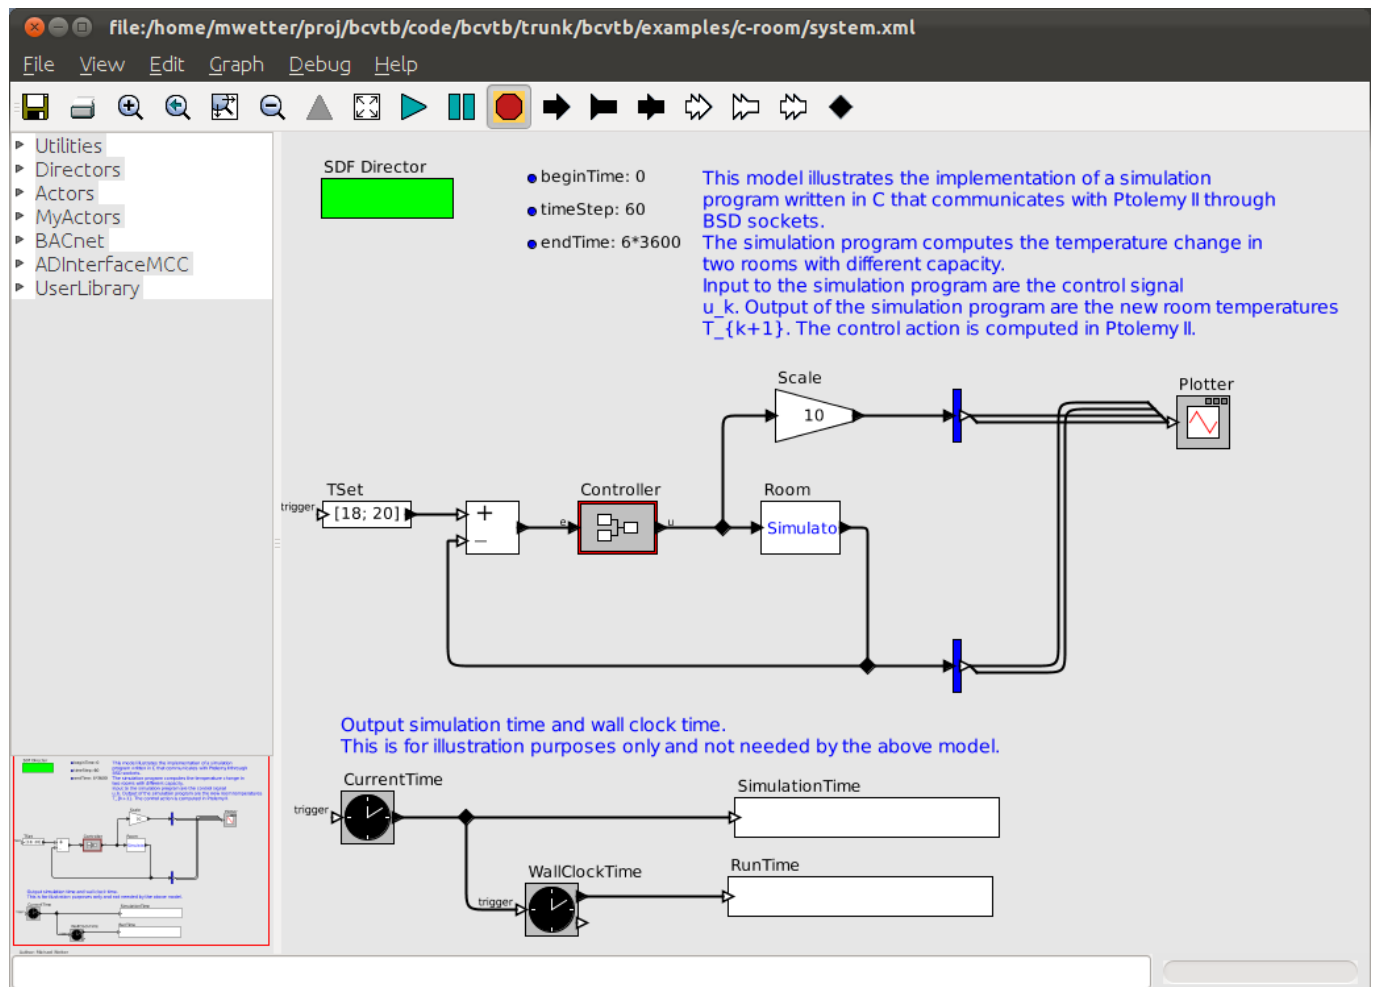 file:/home/mwetter/proj/bcvtb/code/bcvtb/trunk/bcvtb/examples/c-room/system.xml
File View Edit Graph Debug Help
Utilities
Directors
Actors
MyActors
BACnet
ADInterfaceMCC
UserLibrary
SDF Director
beginTime: 0
timeStep: 60
endTime: 6*3600
This model illustrates the implementation of a simulation
program written in C that communicates with Ptolemy II through
BSD sockets.
The simulation program computes the temperature change in
two rooms with different capacity.
Input to the simulation program are the control signal
u_k. Output of the simulation program are the new room temperatures
T_{k+1}. The control action is computed in Ptolemy II.
Scale
10
Plotter
TSet
trigger
[18; 20]
+
−
Controller
e
u
Room
Simulato
Output simulation time and wall clock time.
This is for illustration purposes only and not needed by the above model.
CurrentTime
trigger
SimulationTime
WallClockTime
trigger
RunTime